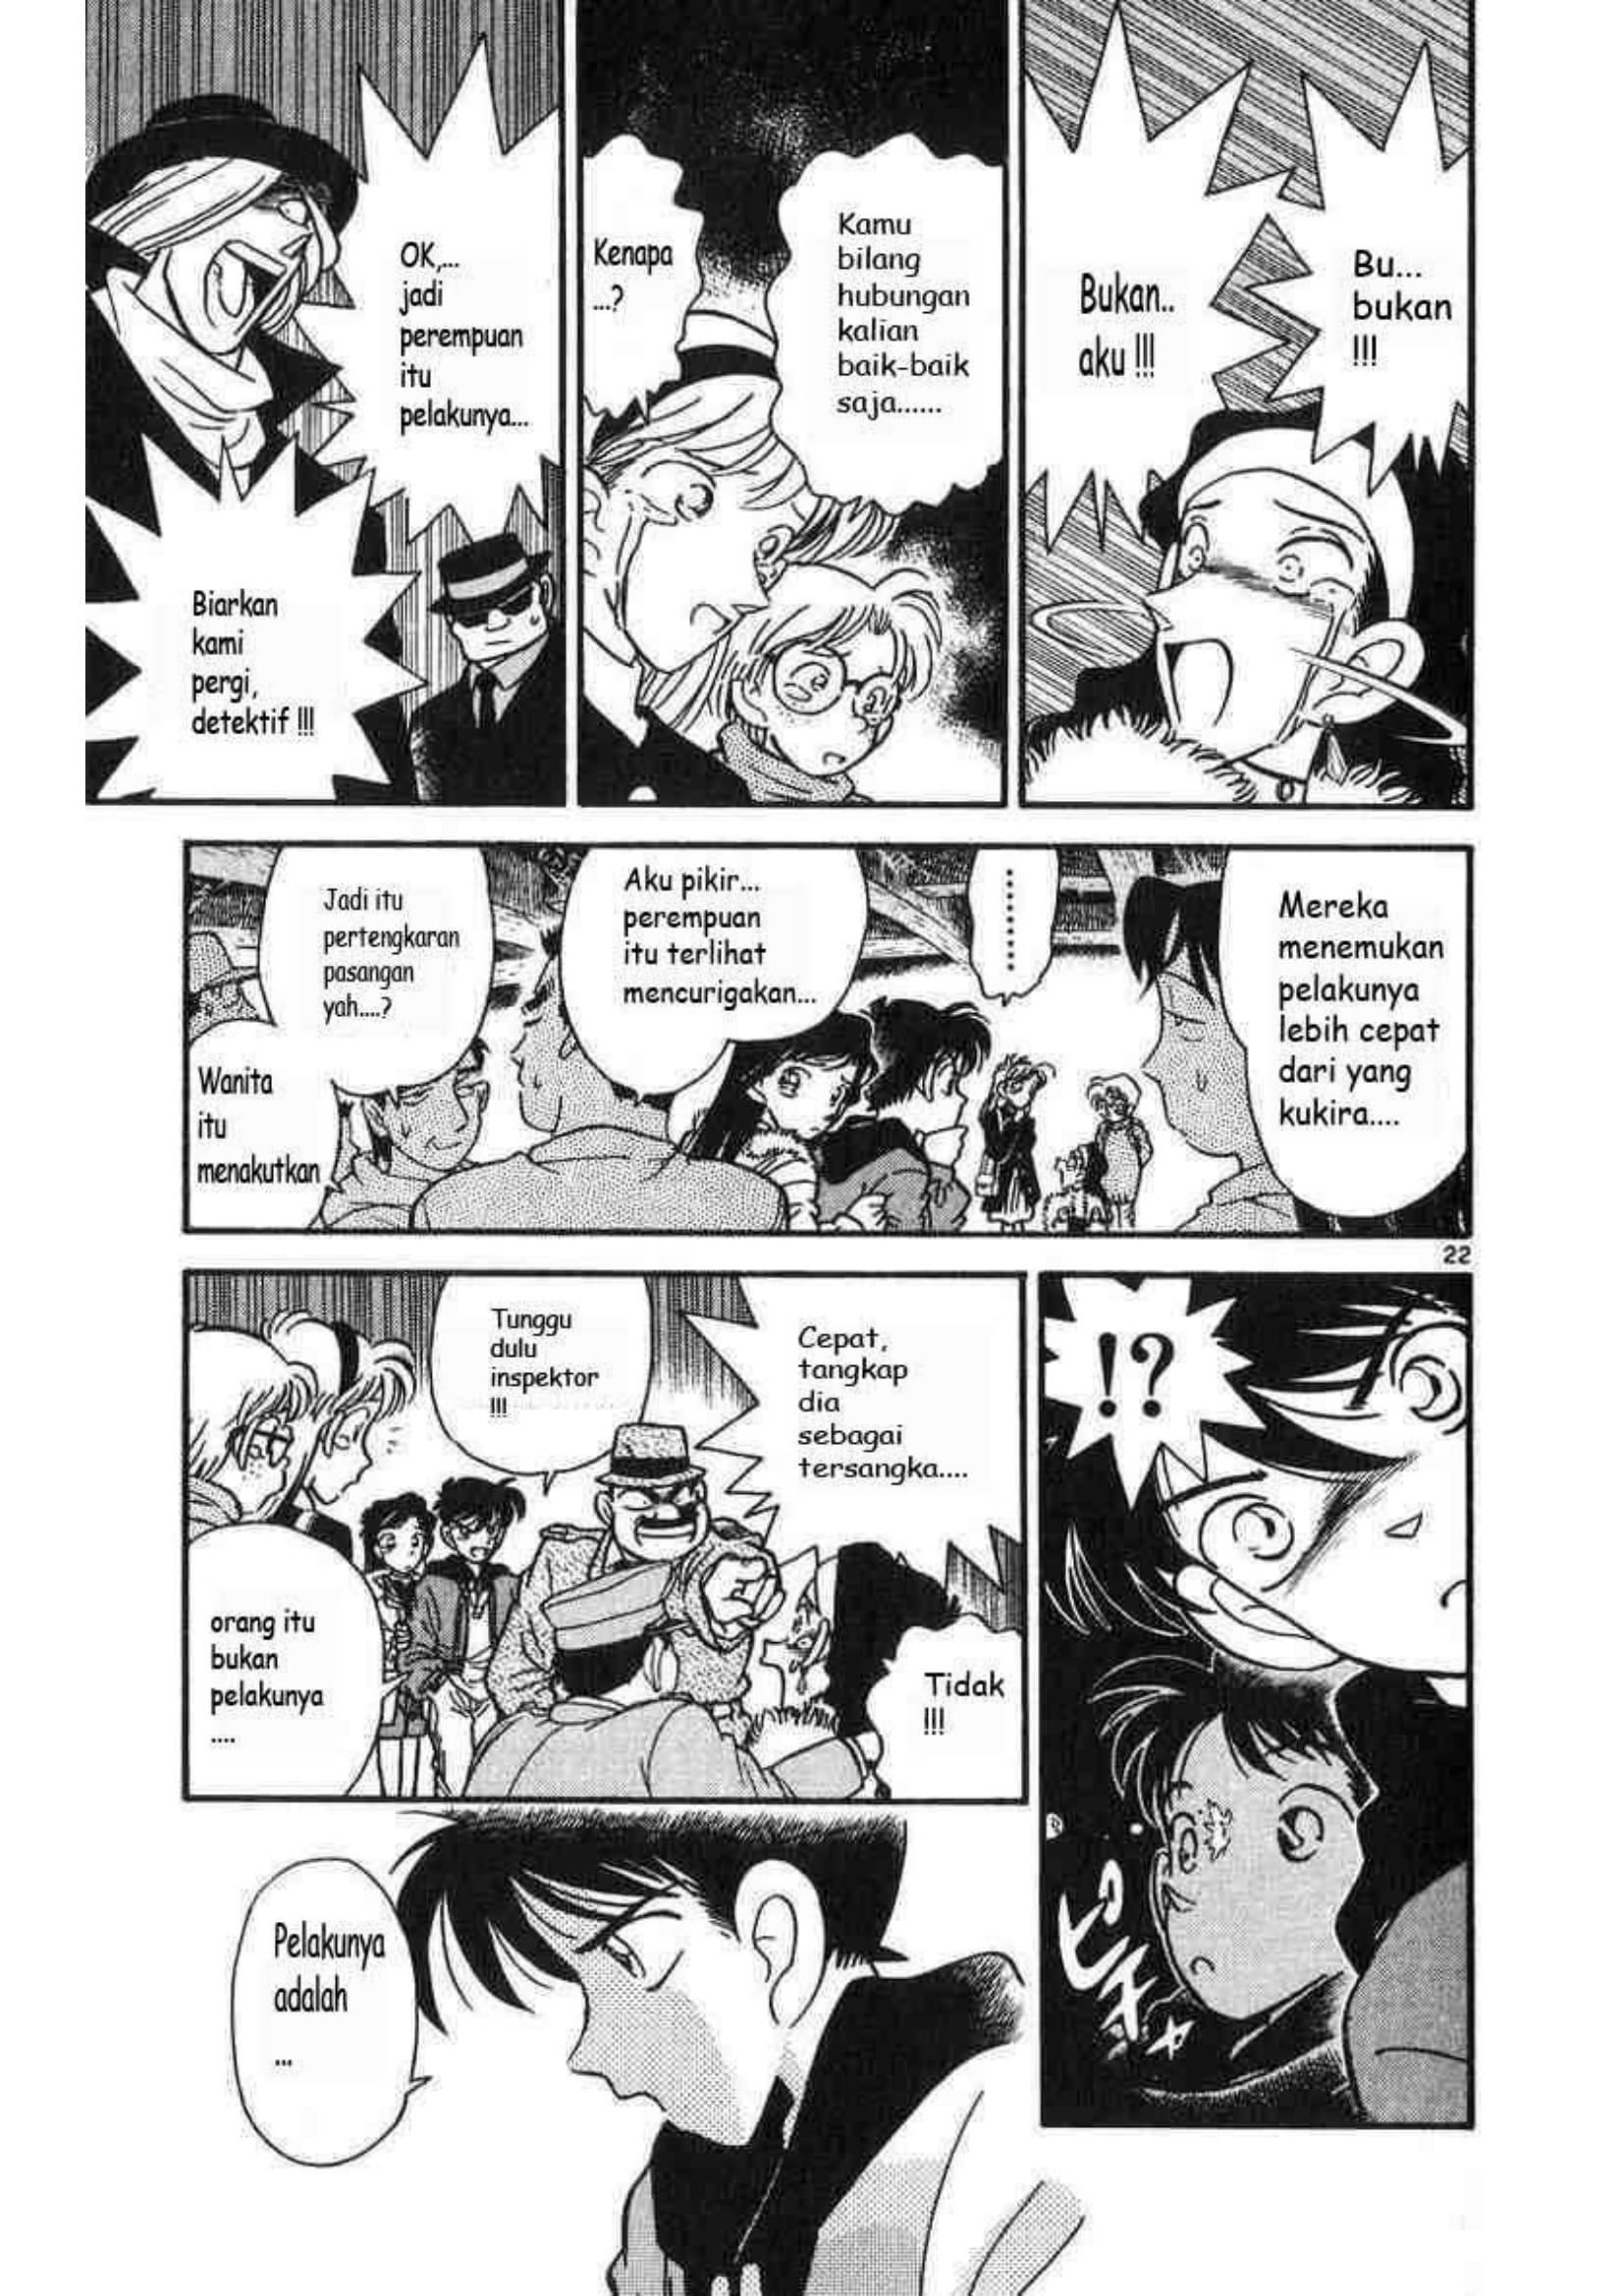 Bu...
bukan
!!!
Bukan..
aku !!!
Kamu
bilang
hubungan
kalian
baik-baik
saja......
Kenapa
...?
OK,...
jadi
perempuan
itu
pelakunya...
Biarkan
kami
pergi,
detektif !!!
Mereka
menemukan
pelakunya
lebih cepat
dari yang
kukira....
.........
Aku pikir...
perempuan
itu terlihat
mencurigakan...
Jadi itu
pertengkaran
pasangan
yah....?
Wanita
itu
menakutkan
22
!?
ピチャ
Cepat,
tangkap
dia
sebagai
tersangka....
Tidak
!!!
Tunggu
dulu
inspektor
!!!
orang itu
bukan
pelakunya
....
Pelakunya
adalah
...